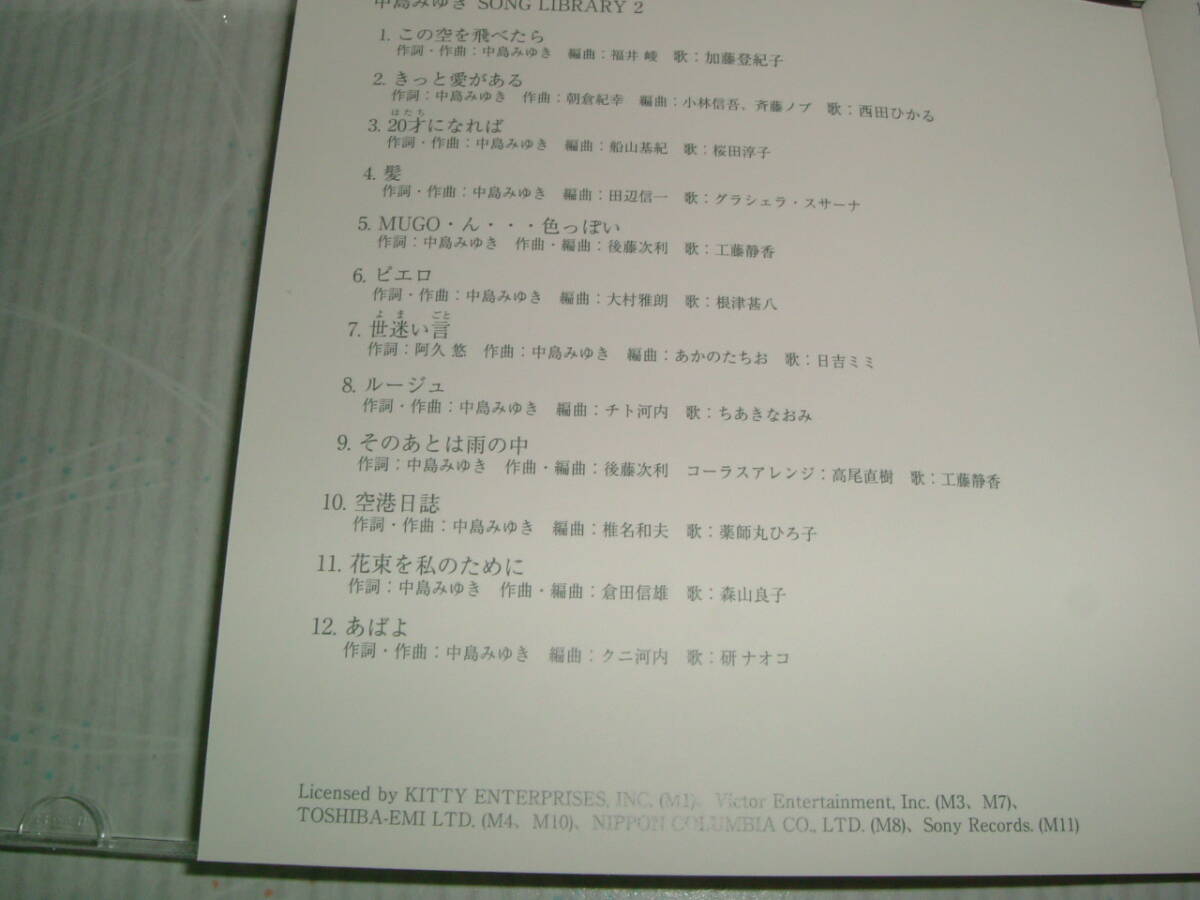 中島みゆき SONG LIBRARY 2
1. この空を飛べたら
作詞・作曲：中島みゆき 編曲：福井 崚 歌：加藤登紀子
2. きっと愛がある
作詞：中島みゆき 作曲：朝倉紀幸 編曲：小林信吾、斉藤ノブ 歌：西田ひかる
はたち
3. 20才になれば
作詞・作曲：中島みゆき 編曲：船山基紀 歌：桜田淳子
4. 髪
作詞・作曲：中島みゆき 編曲：田辺信一 歌：グラシェラ・スサーナ
5. MUGO・ん・・・色っぽい
作詞：中島みゆき 作曲・編曲：後藤次利 歌：工藤静香
6. ピエロ
作詞・作曲：中島みゆき 編曲：大村雅朗 歌：根津甚八
よ ま ごと
7. 世迷い言
作詞：阿久 悠 作曲：中島みゆき 編曲：あかのたちお 歌：日吉ミミ
8. ルージュ
作詞・作曲：中島みゆき 編曲：チト河内 歌：ちあきなおみ
9. そのあとは雨の中
作詞：中島みゆき 作曲・編曲：後藤次利 コーラスアレンジ：高尾直樹 歌：工藤静香
10. 空港日誌
作詞・作曲：中島みゆき 編曲：椎名和夫 歌：薬師丸ひろ子
11. 花束を私のために
作詞：中島みゆき 作曲・編曲：倉田信雄 歌：森山良子
12. あばよ
作詞・作曲：中島みゆき 編曲：クニ河内 歌：研ナオコ
Licensed by KITTY ENTERPRISES, INC. (M1)、Victor Entertainment, Inc. (M3、M7)、
TOSHIBA-EMI LTD. (M4、M10)、NIPPON COLUMBIA CO., LTD. (M8)、Sony Records. (M11)